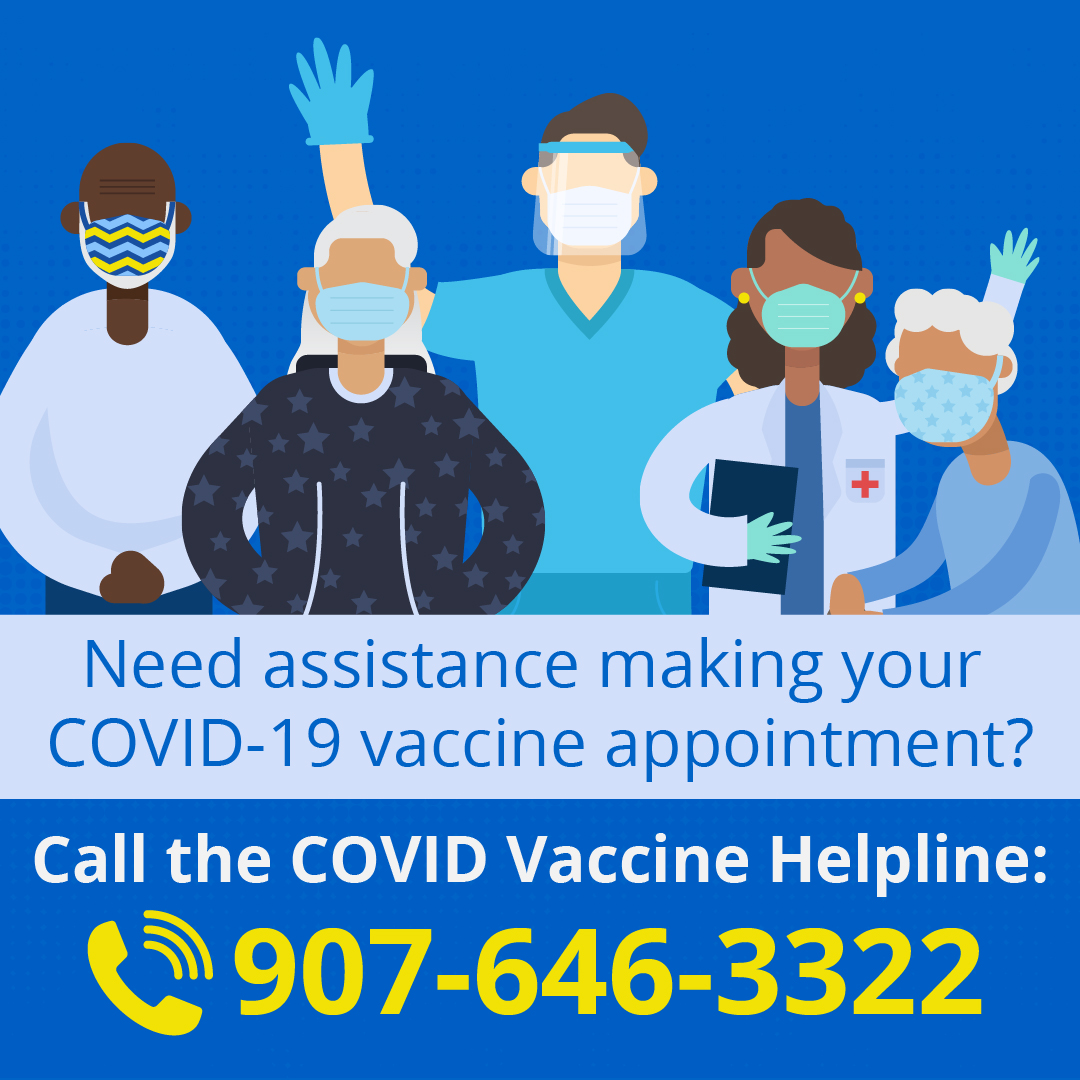 Need assistance making your
COVID-19 vaccine appointment?
Call the COVID Vaccine Helpline:
907-646-3322